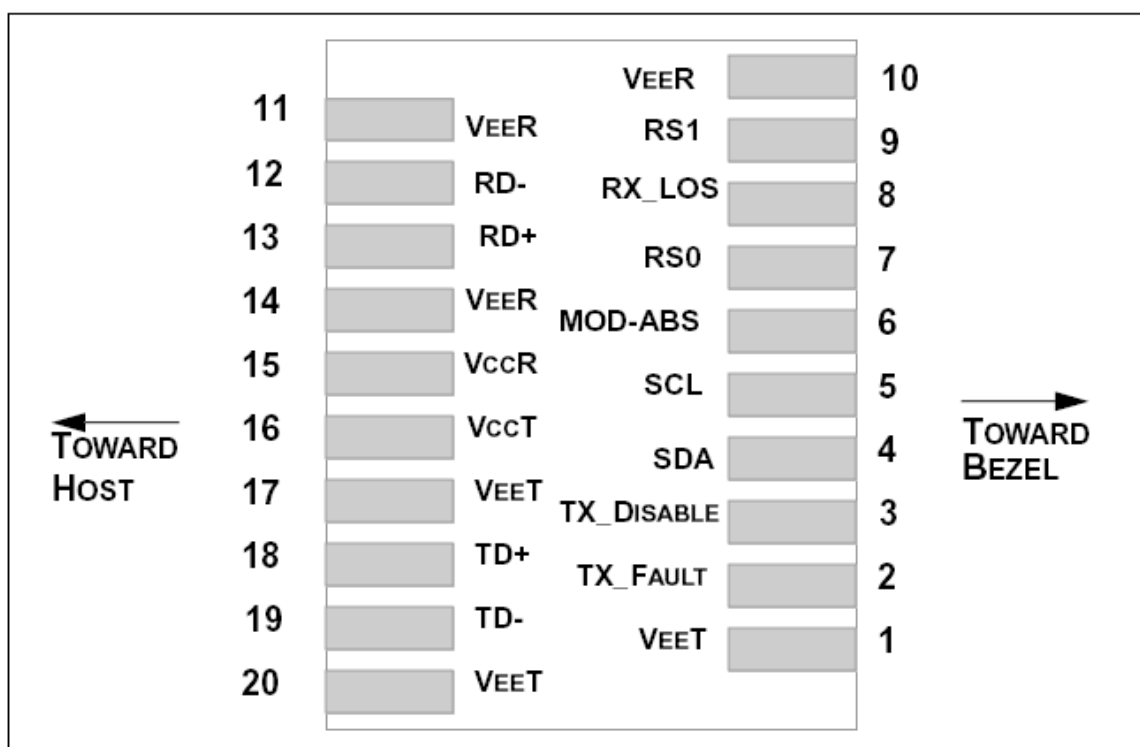 VEER 10
11 VEER
RS1 9
12 RD-
RX_LOS 8
13 RD+
RS0 7
14 VEER
MOD-ABS 6
15 VCCR
SCL 5
16 VCCT
TOWARD
HOST
TOWARD
BEZEL
SDA 4
17 VEET
TX_DISABLE 3
18 TD+
TX_FAULT 2
19 TD-
VEET 1
20 VEET